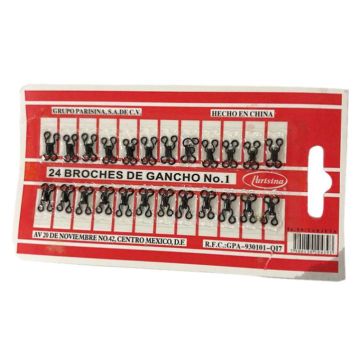 GRUPO PARISINA, S.A. DE C.V.
HECHO EN CHINA
24 BROCHES DE GANCHO No. 1
Parisina
AV 20 DE NOVIEMBRE NO.42, CENTRO MEXICO, D.F.
R.F.C.:GPA-930101-QI7